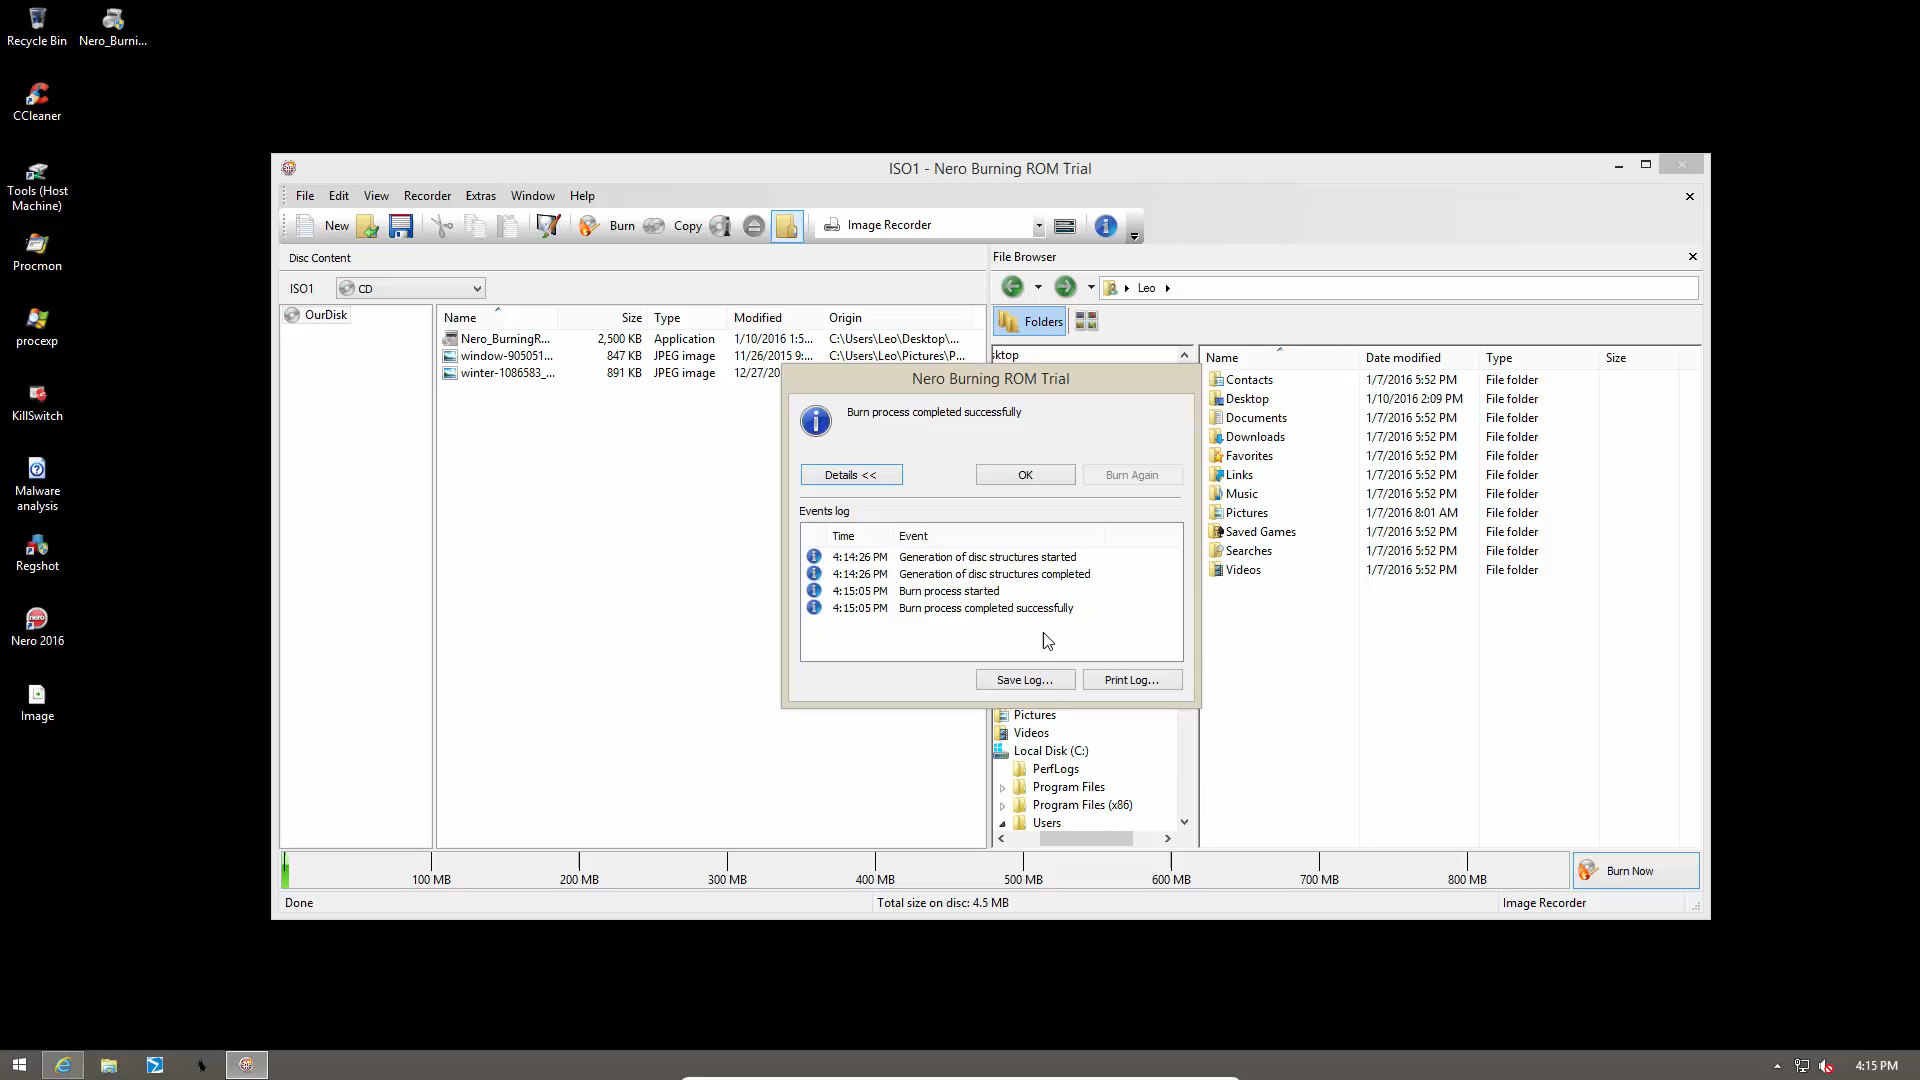 Recycle Bin
Nero_Burni...
CCleaner
Tools (Host
Machine)
Procmon
procexp
KillSwitch
Malware
analysis
Regshot
Nero 2016
Image
ISO1 - Nero Burning ROM Trial
File Edit View Recorder Extras Window Help
New Burn Copy Image Recorder
Disc Content
File Browser
ISO1 CD
Leo
OurDisk
Folders
Name Size Type Modified Origin
Nero_BurningR... 2,500 KB Application 1/10/2016 1:5... C:\Users\Leo\Desktop\...
window-905051... 847 KB JPEG image 11/26/2015 9:... C:\Users\Leo\Pictures\P...
winter-1086583_... 891 KB JPEG image 12/27/20
sktop
Name Date modified Type Size
Contacts 1/7/2016 5:52 PM File folder
Desktop 1/10/2016 2:09 PM File folder
Documents 1/7/2016 5:52 PM File folder
Downloads 1/7/2016 5:52 PM File folder
Favorites 1/7/2016 5:52 PM File folder
Links 1/7/2016 5:52 PM File folder
Music 1/7/2016 5:52 PM File folder
Pictures 1/7/2016 8:01 AM File folder
Saved Games 1/7/2016 5:52 PM File folder
Searches 1/7/2016 5:52 PM File folder
Videos 1/7/2016 5:52 PM File folder
Nero Burning ROM Trial
Burn process completed successfully
Details << OK Burn Again
Events log
Time Event
4:14:26 PM Generation of disc structures started
4:14:26 PM Generation of disc structures completed
4:15:05 PM Burn process started
4:15:05 PM Burn process completed successfully
Save Log... Print Log...
Pictures
Videos
Local Disk (C:)
PerfLogs
Program Files
Program Files (x86)
Users
100 MB 200 MB 300 MB 400 MB 500 MB 600 MB 700 MB 800 MB
Burn Now
Done Total size on disc: 4.5 MB Image Recorder
4:15 PM